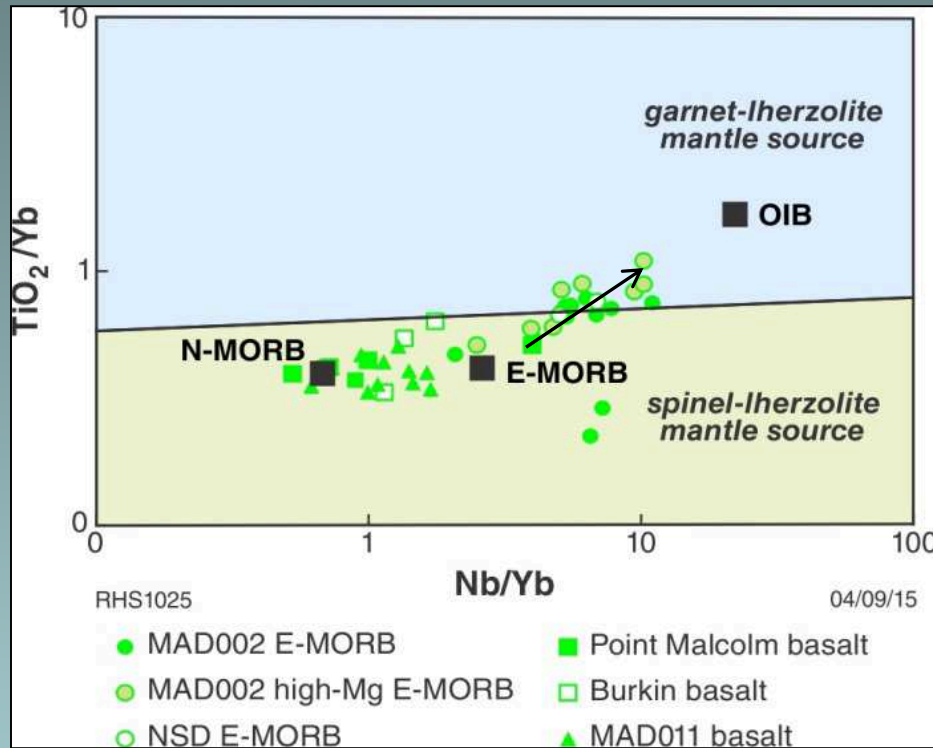 10
garnet-lherzolite
mantle source
OIB
TiO₂/Yb
1
N-MORB
E-MORB
spinel-lherzolite
mantle source
0
0 1 10 100
Nb/Yb
RHS1025 04/09/15
MAD002 E-MORB Point Malcolm basalt
MAD002 high-Mg E-MORB Burkin basalt
NSD E-MORB MAD011 basalt